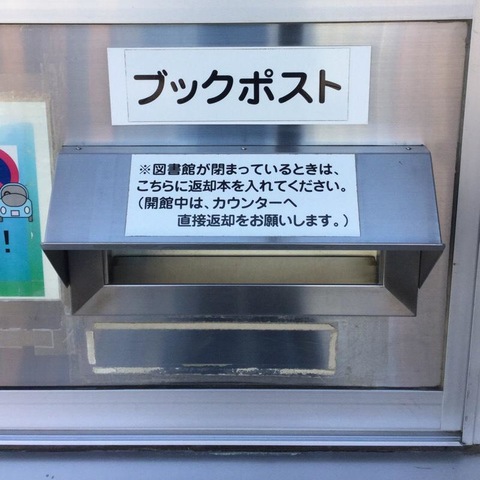 ブックポスト
※図書館が閉まっているときは、
こちらに返却本を入れてください。
(開館中は、カウンターへ
直接返却をお願いします。)
!